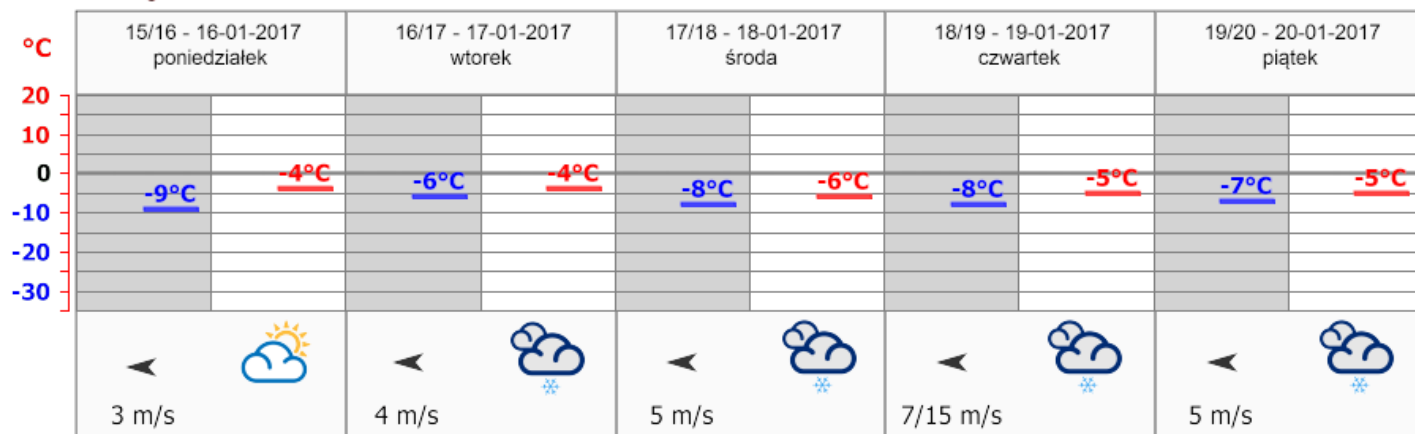 °C
15/16 - 16-01-2017
poniedziałek
16/17 - 17-01-2017
wtorek
17/18 - 18-01-2017
środa
18/19 - 19-01-2017
czwartek
19/20 - 20-01-2017
piątek
20
10
0
-10
-20
-30
-9°C
-4°C
-6°C
-4°C
-8°C
-6°C
-8°C
-5°C
-7°C
-5°C
3 m/s
4 m/s
5 m/s
7/15 m/s
5 m/s